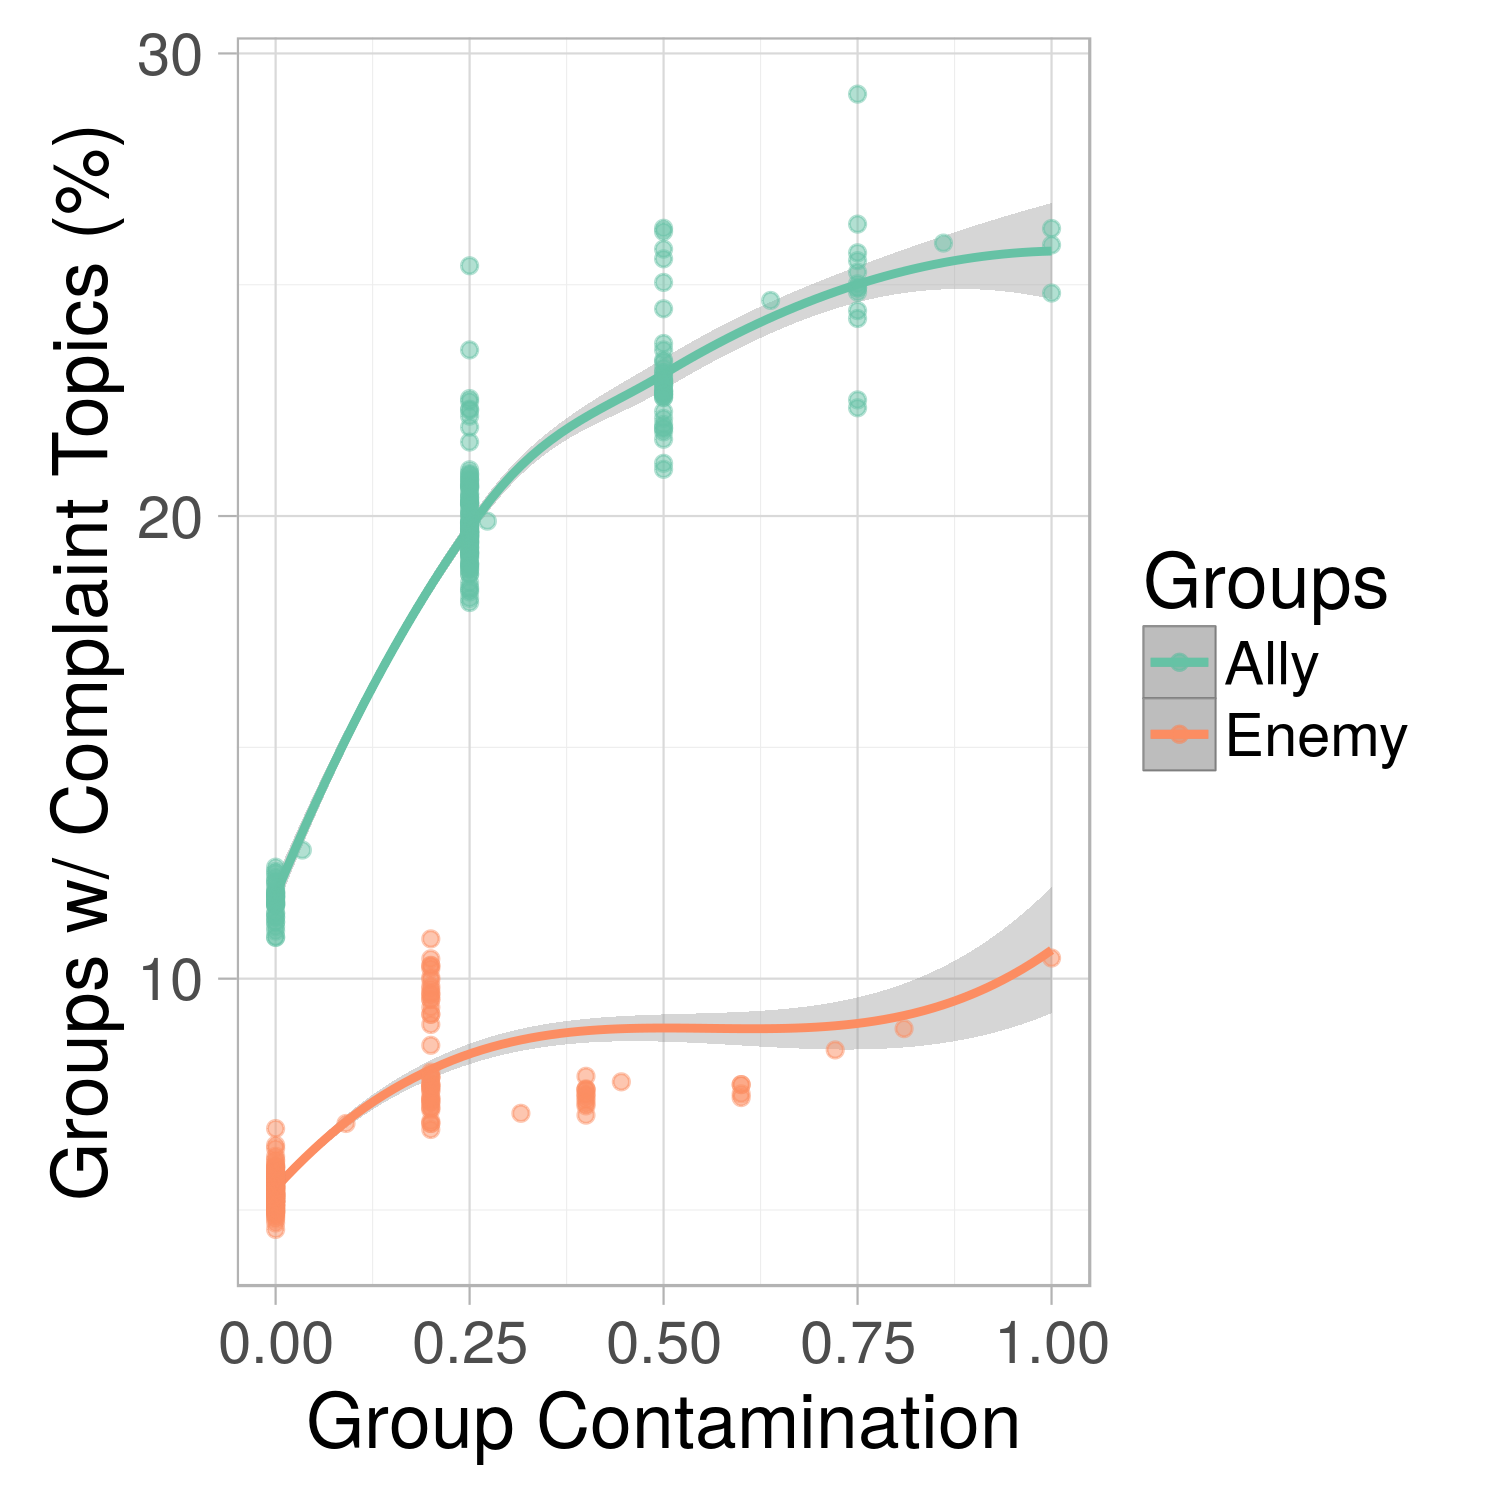 30
20
10
Groups w/ Complaint Topics (%)
0.00 0.25 0.50 0.75 1.00
Group Contamination
Groups
Ally
Enemy